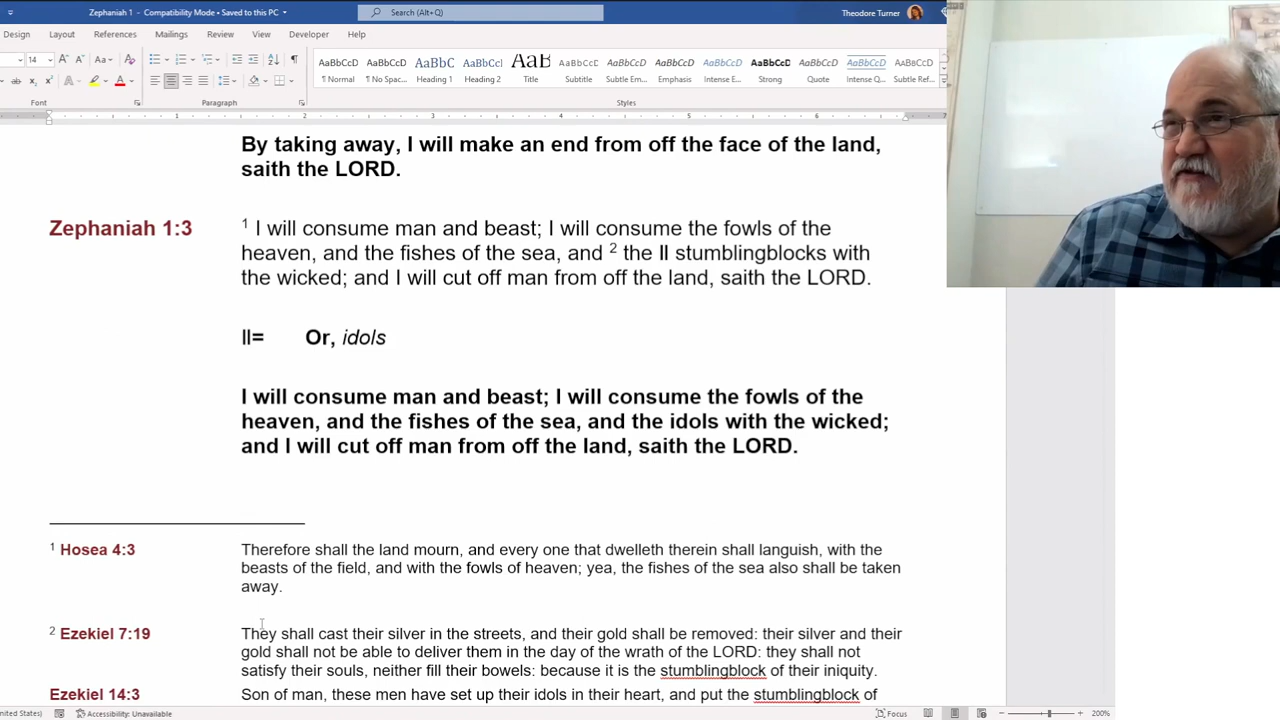 Zephaniah 1 - Compatibility Mode • Saved to this PC
Search (Alt+Q)
Theodore Turner
Design Layout References Mailings Review View Developer Help
14
Aa
AaBbCcD AaBbCcD AaBbC AaBbCcI AaB AaBbCcD AaBbCcD AaBbCcD AaBbCcD AaBbCcD AaBbCcD AaBbCcD AaBbCcD
¶ Normal ¶ No Spac... Heading 1 Heading 2 Title Subtitle Subtle Em... Emphasis Intense E... Strong Quote Intense Q... Subtle Ref...
Font Paragraph Styles
1 2 3 4 5 6 7
By taking away, I will make an end from off the face of the land,
saith the LORD.
Zephaniah 1:3 1 I will consume man and beast; I will consume the fowls of the
heaven, and the fishes of the sea, and 2 the ll stumblingblocks with
the wicked; and I will cut off man from off the land, saith the LORD.
ll= Or, idols
I will consume man and beast; I will consume the fowls of the
heaven, and the fishes of the sea, and the idols with the wicked;
and I will cut off man from off the land, saith the LORD.
1 Hosea 4:3 Therefore shall the land mourn, and every one that dwelleth therein shall languish, with the
beasts of the field, and with the fowls of heaven; yea, the fishes of the sea also shall be taken
away.
2 Ezekiel 7:19 They shall cast their silver in the streets, and their gold shall be removed: their silver and their
gold shall not be able to deliver them in the day of the wrath of the LORD: they shall not
satisfy their souls, neither fill their bowels: because it is the stumblingblock of their iniquity.
Ezekiel 14:3 Son of man, these men have set up their idols in their heart, and put the stumblingblock of
nited States) Accessibility: Unavailable Focus 200%